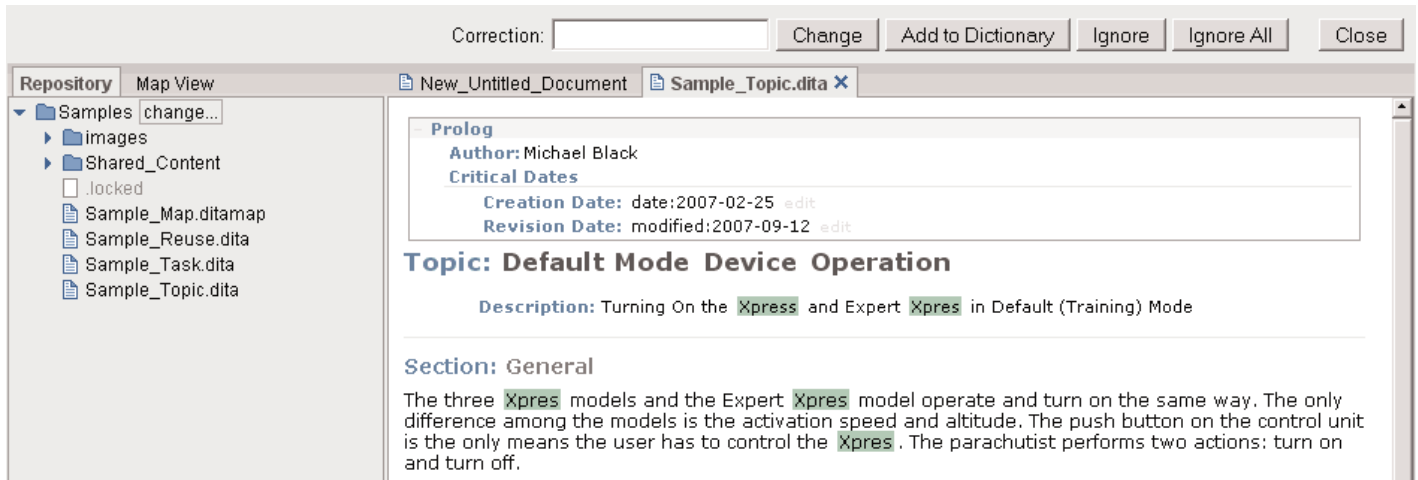 Correction: Change Add to Dictionary Ignore Ignore All Close
Repository Map View
New_Untitled_Document Sample_Topic.dita
Samples change...
images
Shared_Content
.locked
Sample_Map.ditamap
Sample_Reuse.dita
Sample_Task.dita
Sample_Topic.dita
Prolog
Author: Michael Black
Critical Dates
Creation Date: date:2007-02-25 edit
Revision Date: modified:2007-09-12 edit
Topic: Default Mode Device Operation
Description: Turning On the Xpress and Expert Xpres in Default (Training) Mode
Section: General
The three Xpres models and the Expert Xpres model operate and turn on the same way. The only
difference among the models is the activation speed and altitude. The push button on the control unit
is the only means the user has to control the Xpres. The parachutist performs two actions: turn on
and turn off.